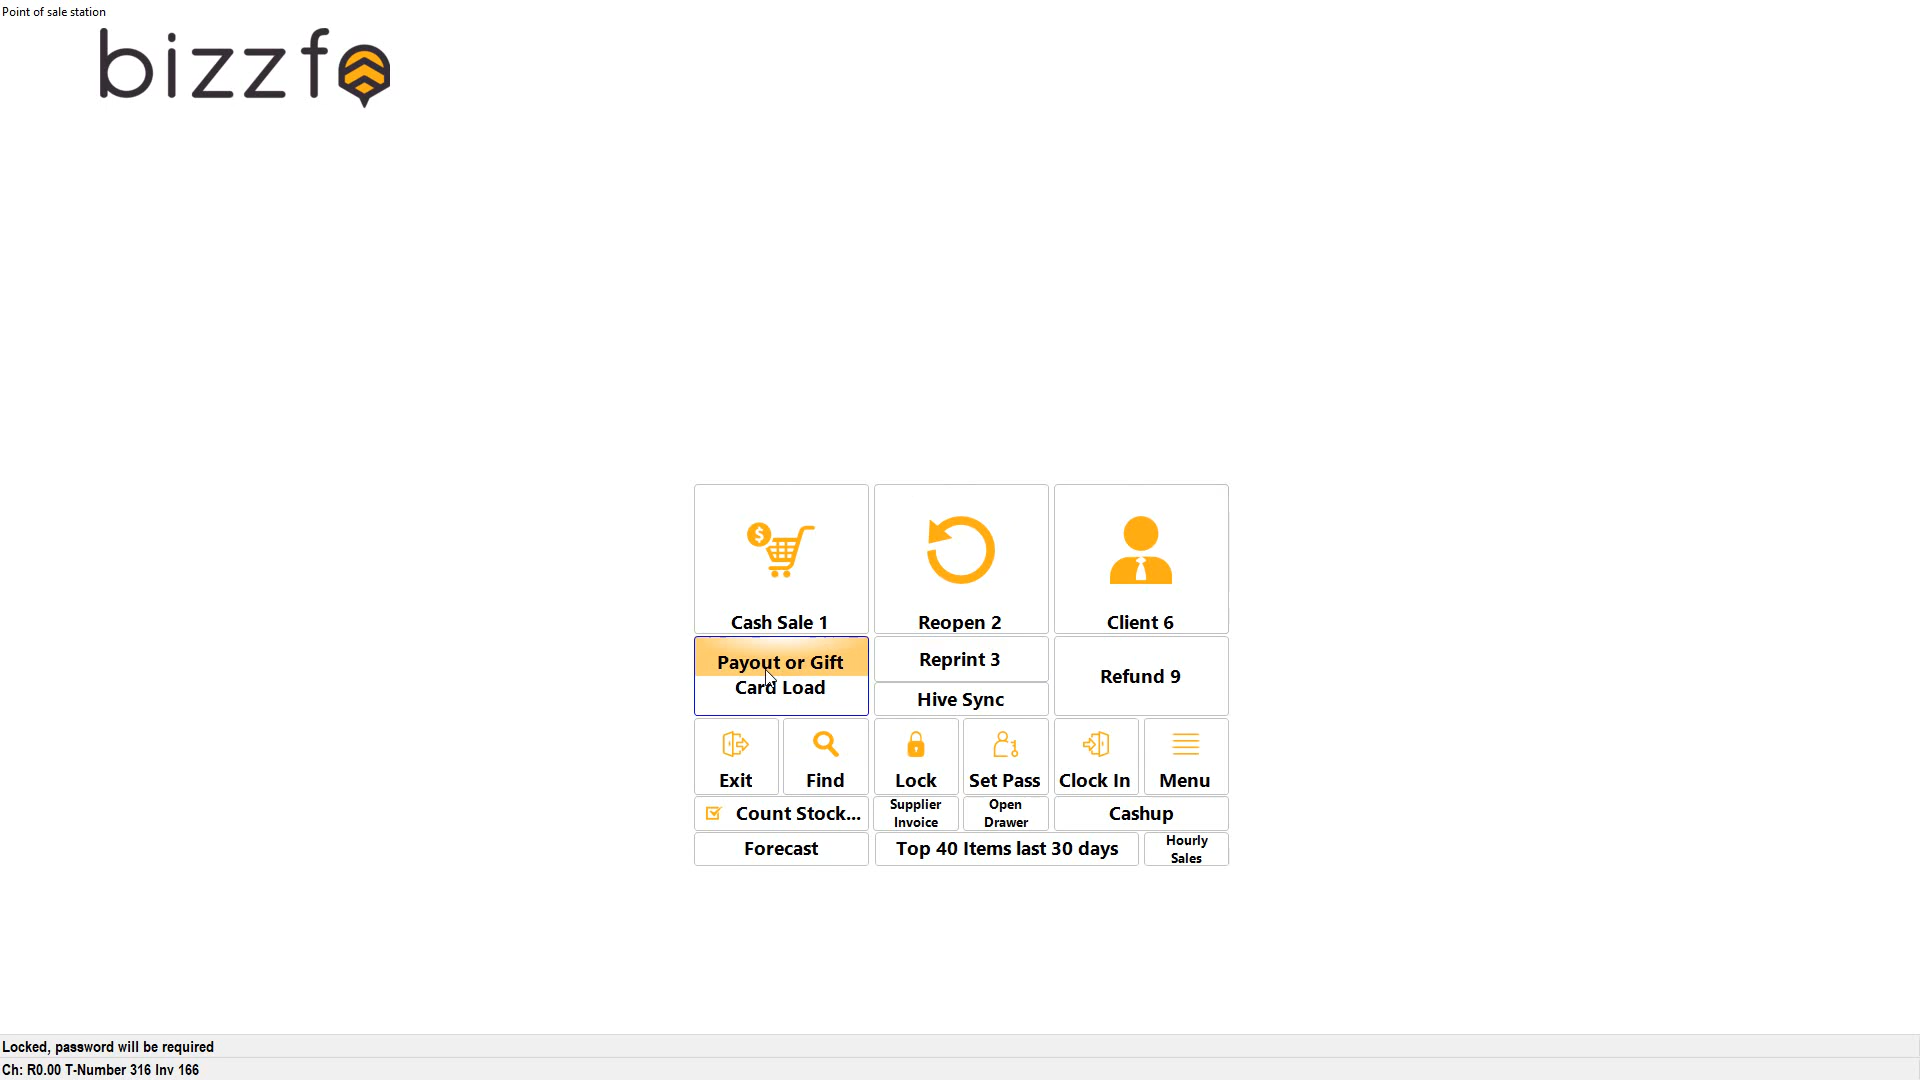 Point of sale station
bizzfo
Cash Sale 1
Reopen 2
Client 6
Payout or Gift
Card Load
Reprint 3
Hive Sync
Refund 9
Exit
Find
Lock
Set Pass
Clock In
Menu
Count Stock...
Supplier
Invoice
Open
Drawer
Cashup
Forecast
Top 40 Items last 30 days
Hourly
Sales
Locked, password will be required
Ch: R0.00 T-Number 316 Inv 166